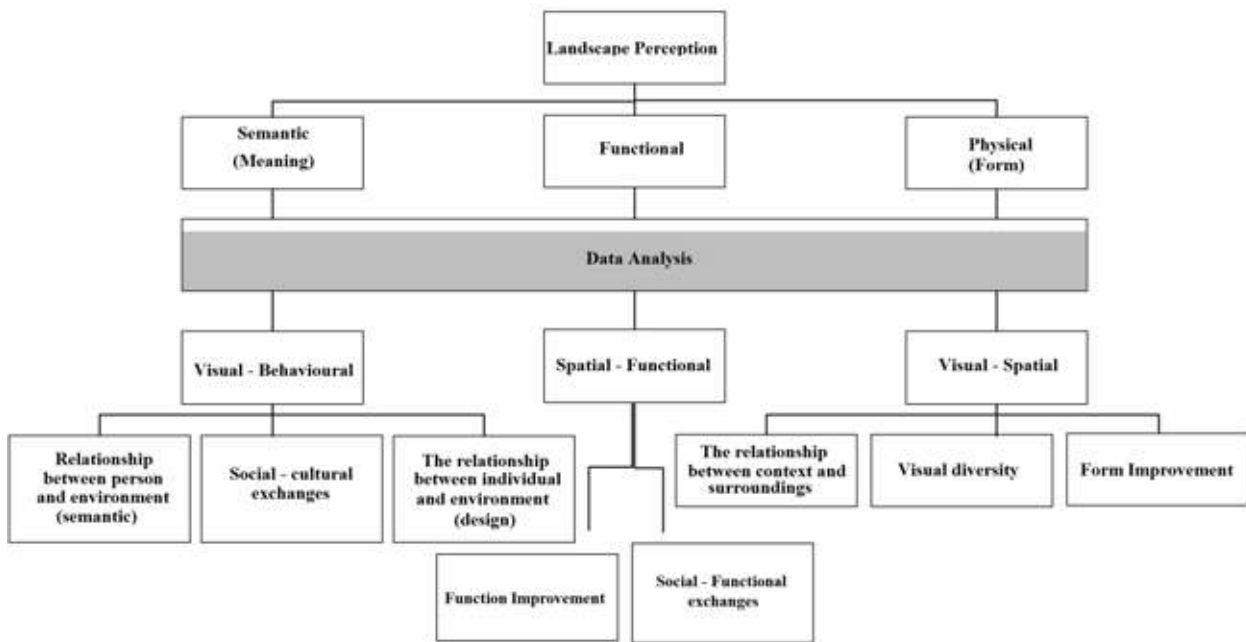 Landscape Perception
Semantic
(Meaning)
Functional
Physical
(Form)
Data Analysis
Visual - Behavioural
Spatial - Functional
Visual - Spatial
Relationship
between person
and environment
(semantic)
Social - cultural
exchanges
The relationship
between individual
and environment
(design)
The relationship
between context and
surroundings
Visual diversity
Form Improvement
Function Improvement
Social - Functional
exchanges